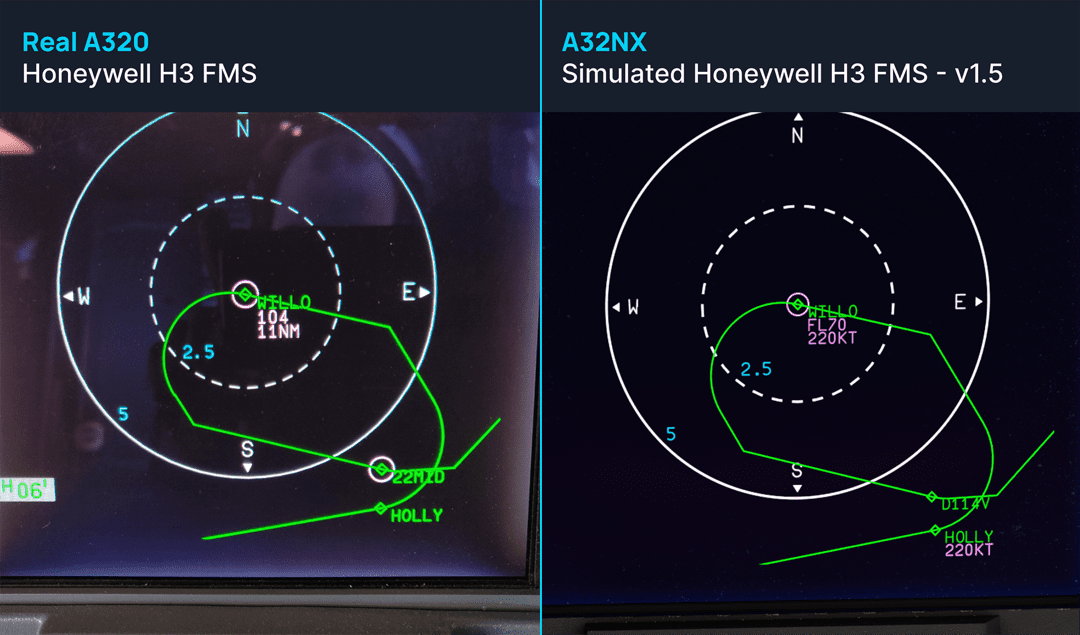 Real A320
Honeywell H3 FMS
N
W
E
WILLO
104
11NM
2.5
5
S
22MID
H 06'
HOLLY
A32NX
Simulated Honeywell H3 FMS - v1.5
N
W
E
WILLO
FL70
220KT
2.5
5
S
D114V
HOLLY
220KT